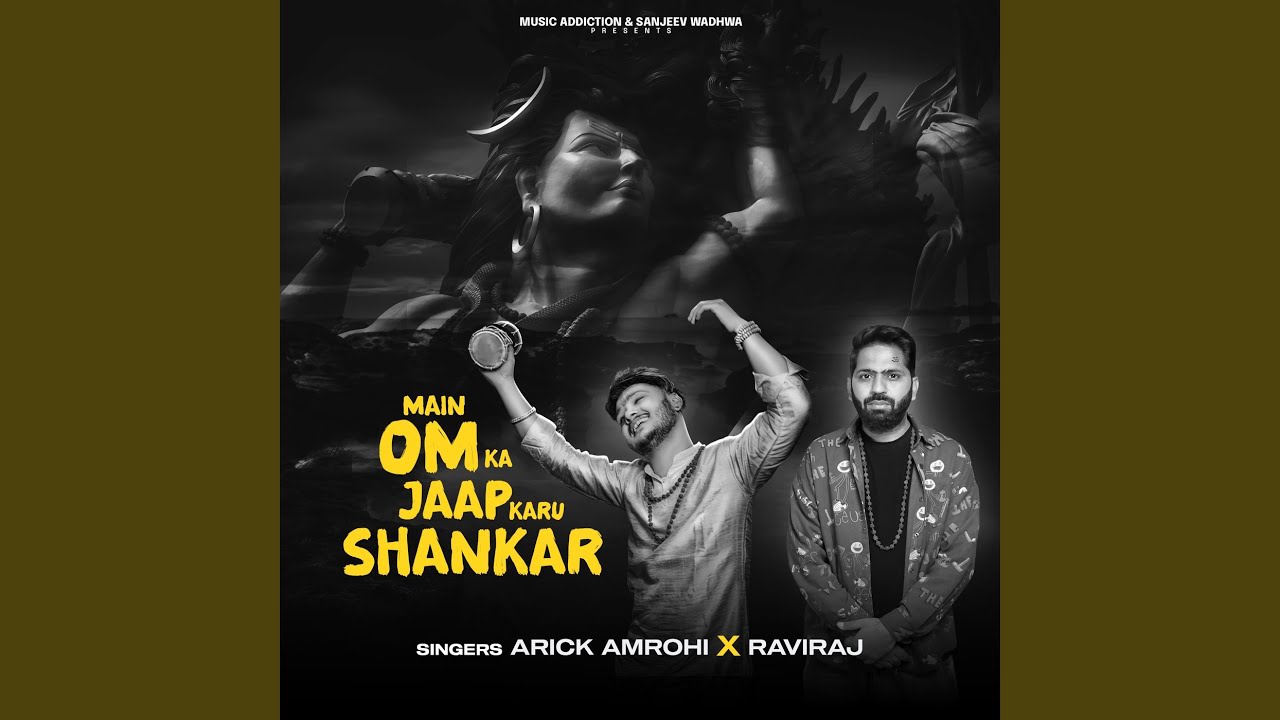 MUSIC ADDICTION & SANJEEV WADHWA
PRESENTS
MAIN
OM KA
JAAP KARU
SHANKAR
SINGERS ARICK AMROHI X RAVIRAJ